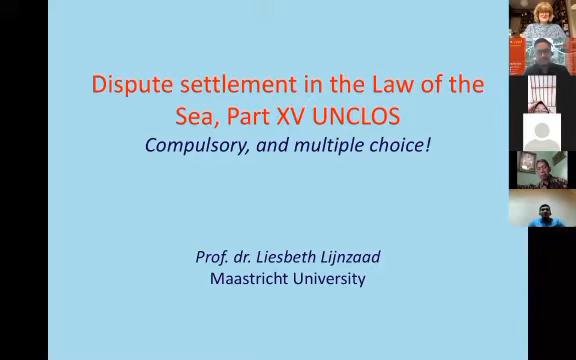 Dispute settlement in the Law of the
Sea, Part XV UNCLOS
Compulsory, and multiple choice!
Prof. dr. Liesbeth Lijnzaad
Maastricht University